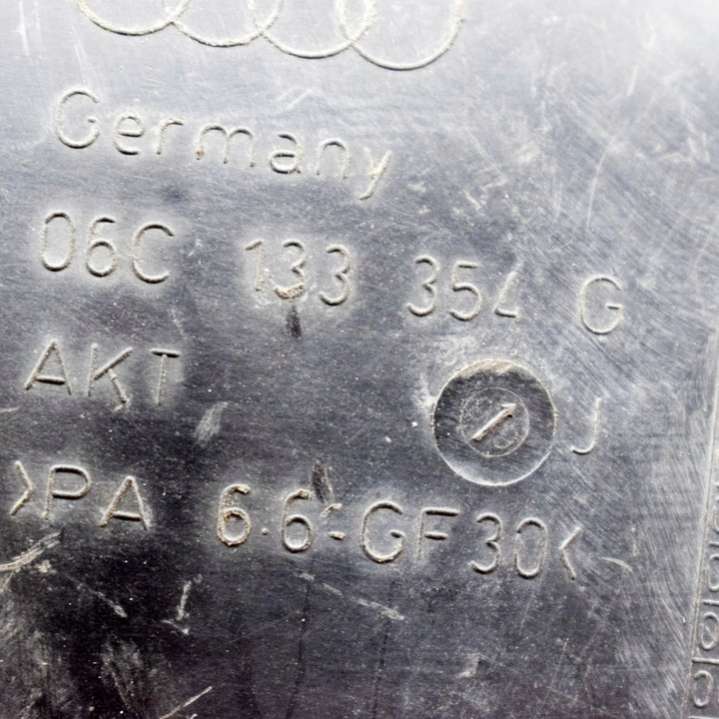 Germany
06C 133 354 G
AKT
J
>PA 6.6-GF30<